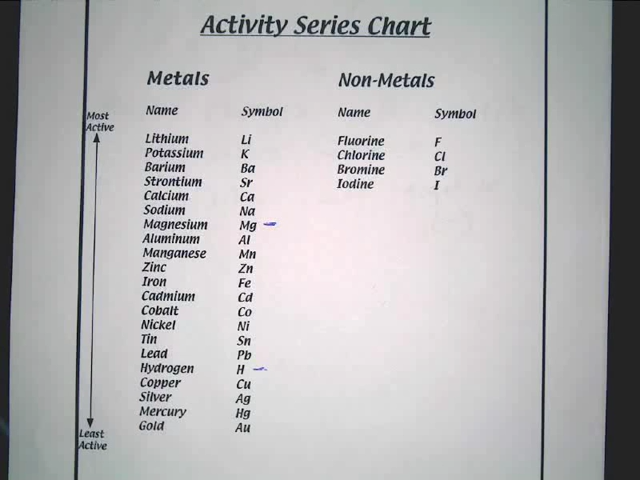 Activity Series Chart
Metals Non-Metals
Name Symbol Name Symbol
Most
Active
Lithium Li Fluorine F
Potassium K Chlorine Cl
Barium Ba Bromine Br
Strontium Sr Iodine I
Calcium Ca
Sodium Na
Magnesium Mg
Aluminum Al
Manganese Mn
Zinc Zn
Iron Fe
Cadmium Cd
Cobalt Co
Nickel Ni
Tin Sn
Lead Pb
Hydrogen H
Copper Cu
Silver Ag
Mercury Hg
Gold Au
Least
Active